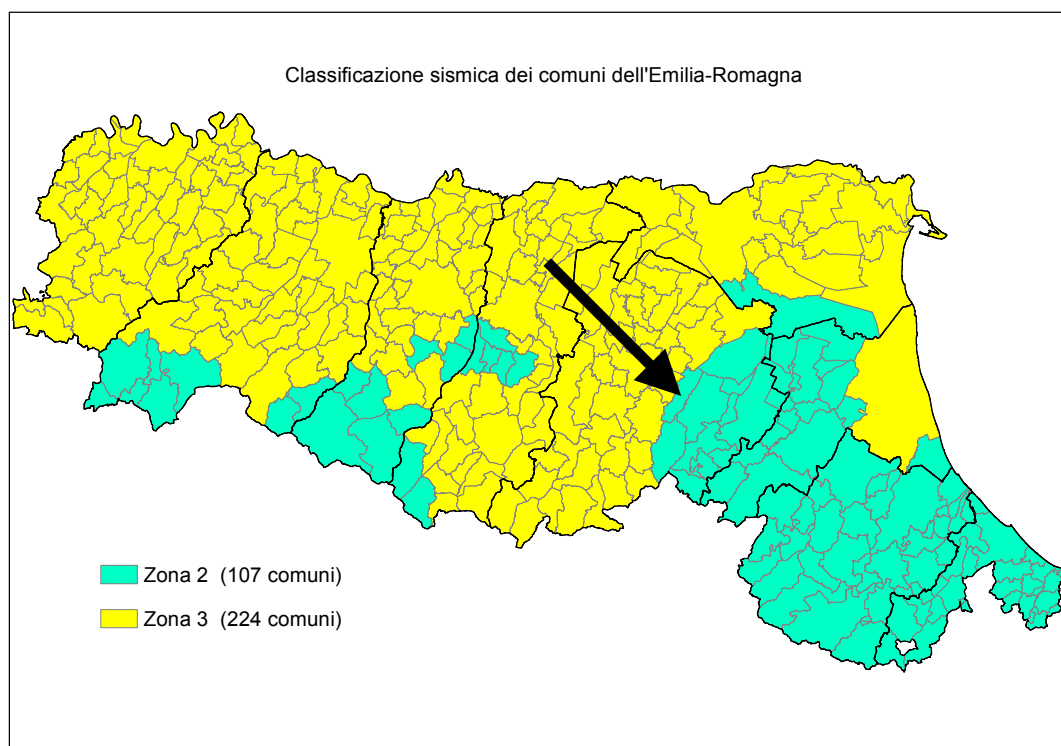 Classificazione sismica dei comuni dell'Emilia-Romagna
Zona 2 (107 comuni)
Zona 3 (224 comuni)